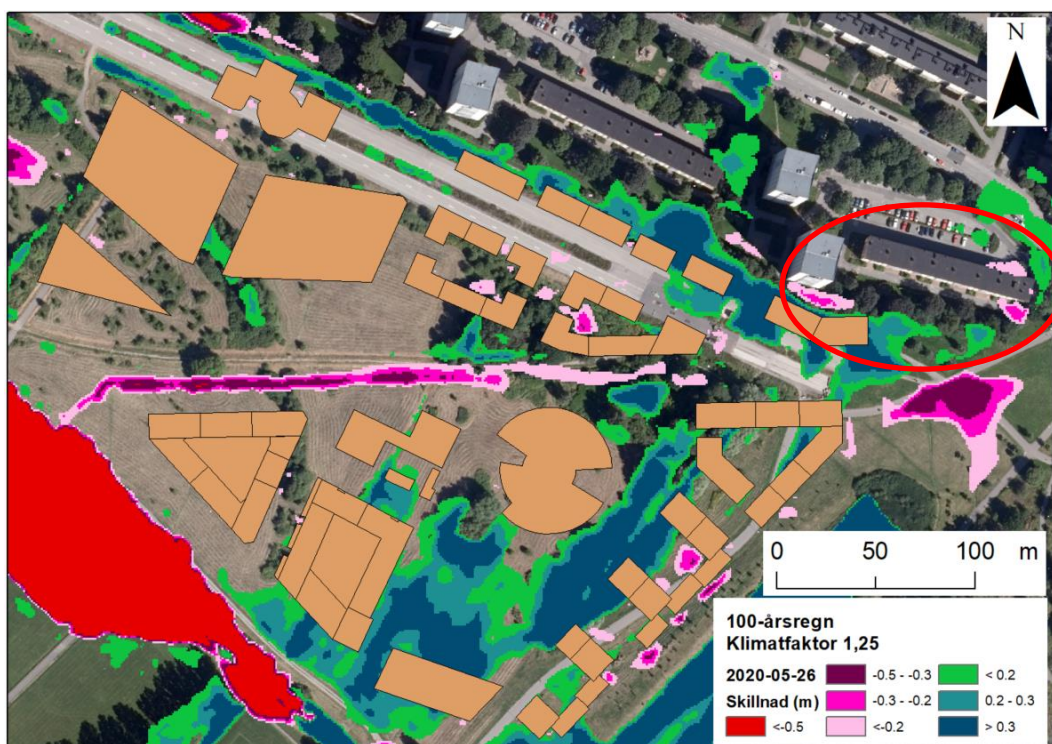 N
0 50 100 m
100-årsregn
Klimatfaktor 1,25
2020-05-26 -0.5 - -0.3 < 0.2
Skillnad (m) -0.3 - -0.2 0.2 - 0.3
<-0.5 <-0.2 > 0.3